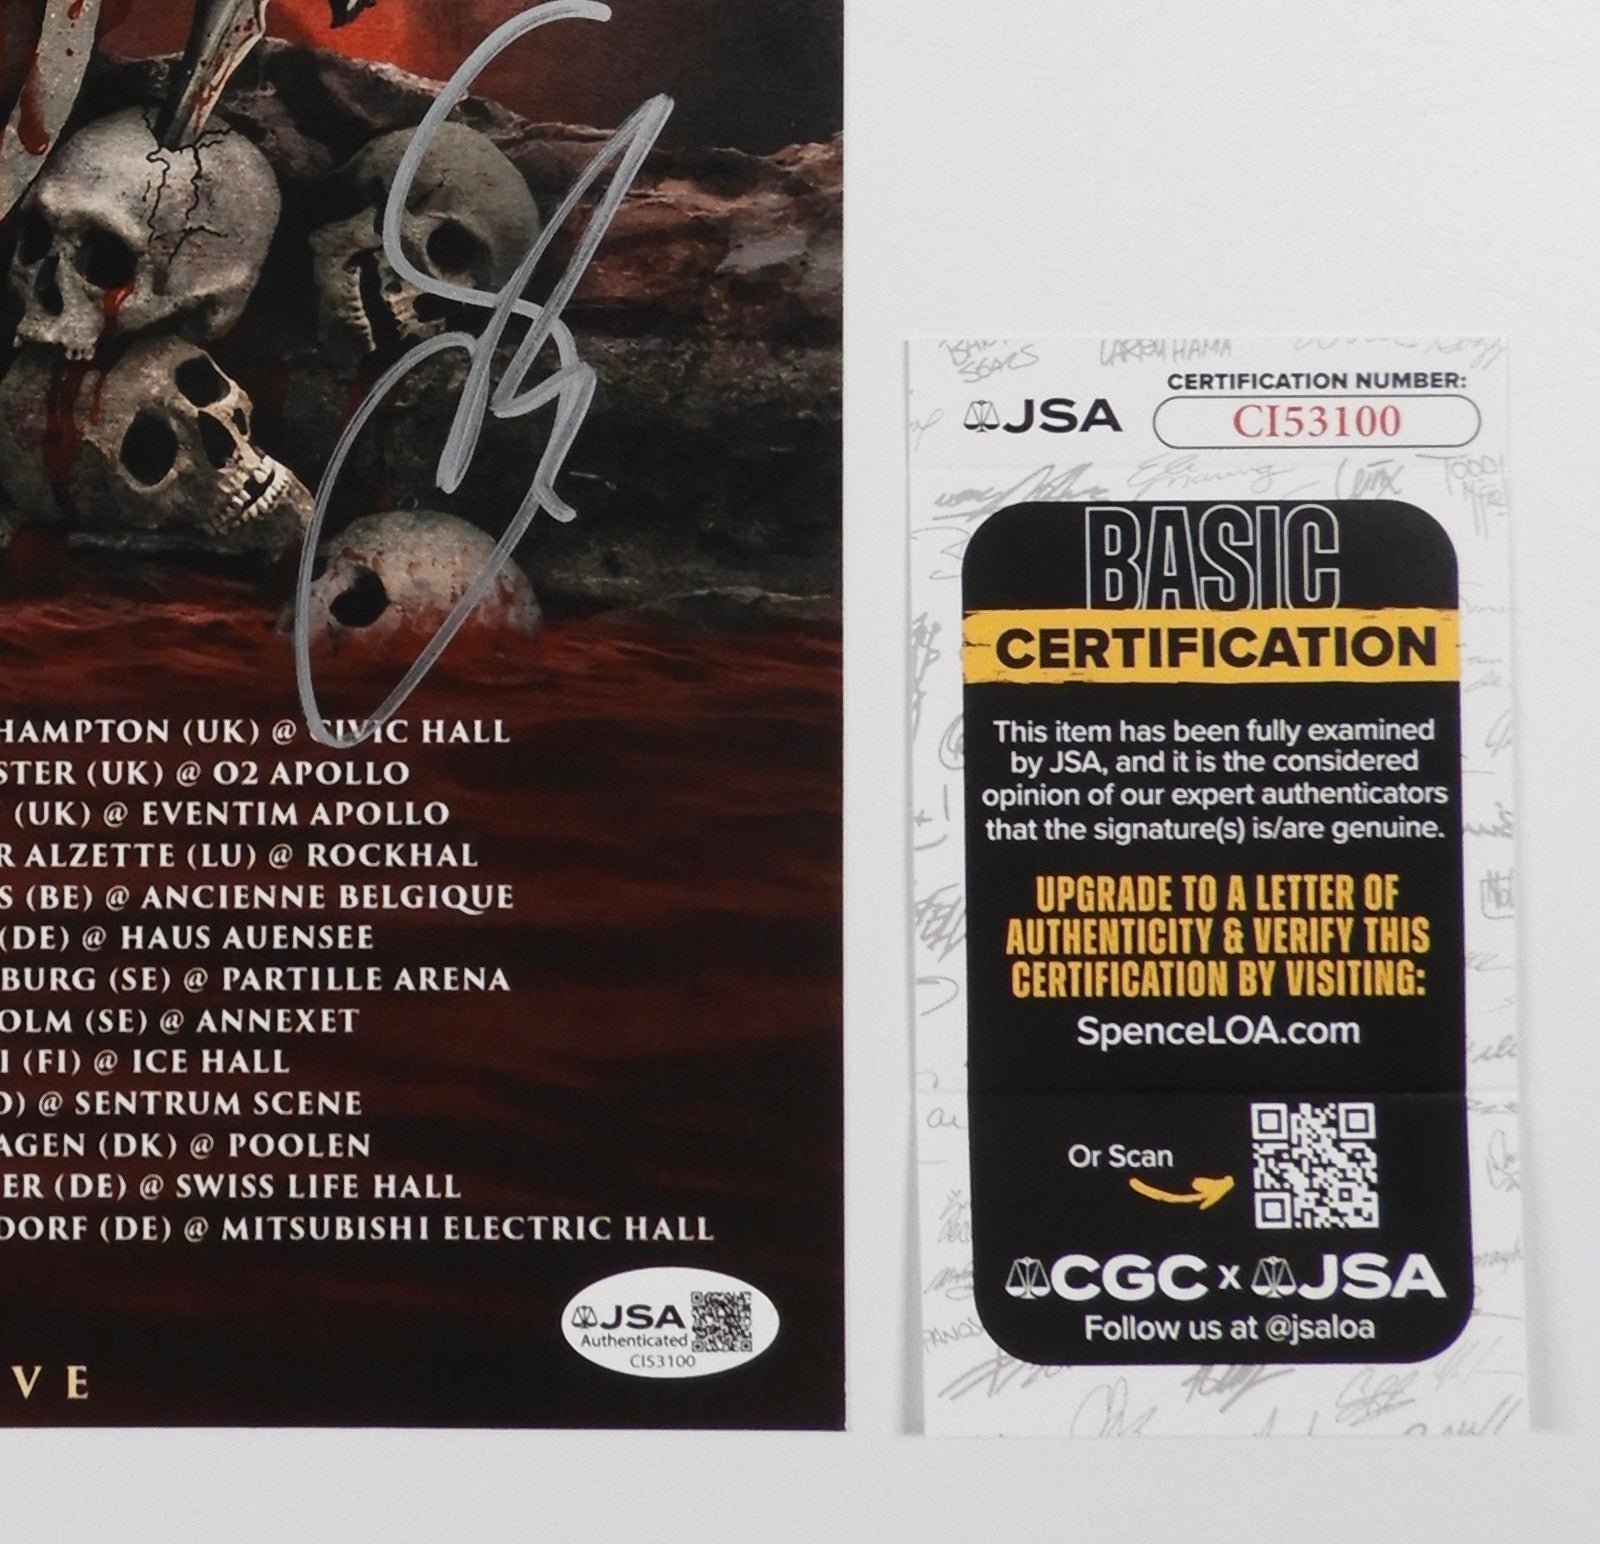 HAMPTON (UK) @ CIVIC HALL
STER (UK) @ O2 APOLLO
(UK) @ EVENTIM APOLLO
R ALZETTE (LU) @ ROCKHAL
S (BE) @ ANCIENNE BELGIQUE
(DE) @ HAUS AUENSEE
BURG (SE) @ PARTILLE ARENA
OLM (SE) @ ANNEXET
I (FI) @ ICE HALL
O) @ SENTRUM SCENE
AGEN (DK) @ POOLEN
ER (DE) @ SWISS LIFE HALL
DORF (DE) @ MITSUBISHI ELECTRIC HALL
JSA
Authenticated
CI53100
VE
CERTIFICATION NUMBER:
JSA
CI53100
BASIC
CERTIFICATION
This item has been fully examined
by JSA, and it is the considered
opinion of our expert authenticators
that the signature(s) is/are genuine.
UPGRADE TO A LETTER OF
AUTHENTICITY & VERIFY THIS
CERTIFICATION BY VISITING:
SpenceLOA.com
Or Scan
CGC x JSA
Follow us at @jsaloa